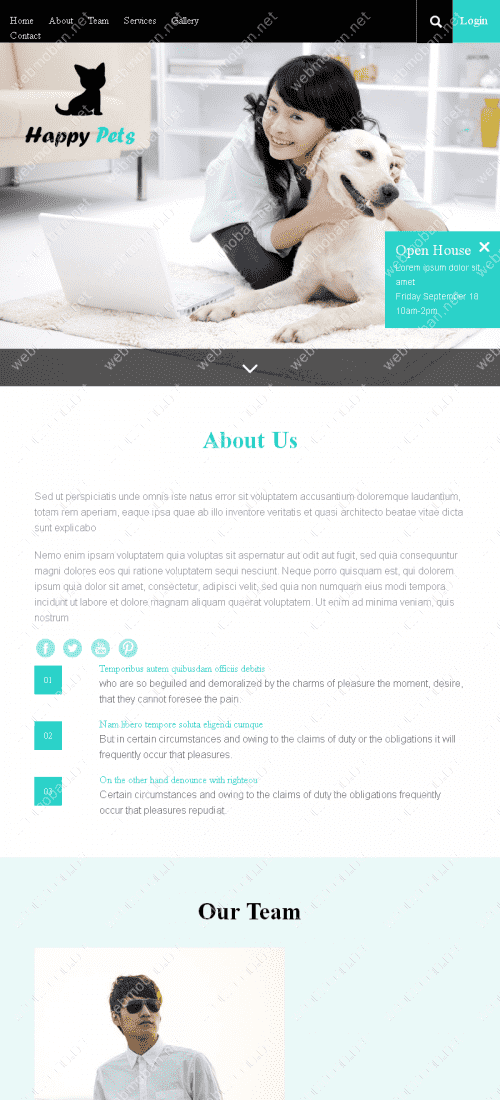 Home About Team Services Gallery
Contact
Login
Happy Pets
Open House
Lorem ipsum dolor sit
amet
Friday September 18
10am-2pm
About Us
Sed ut perspiciatis unde omnis iste natus error sit voluptatem accusantium doloremque laudantium,
totam rem aperiam, eaque ipsa quae ab illo inventore veritatis et quasi architecto beatae vitae dicta
sunt explicabo
Nemo enim ipsam voluptatem quia voluptas sit aspernatur aut odit aut fugit, sed quia consequuntur
magni dolores eos qui ratione voluptatem sequi nesciunt. Neque porro quisquam est, qui dolorem
ipsum quia dolor sit amet, consectetur, adipisci velit, sed quia non numquam eius modi tempora
incidunt ut labore et dolore magnam aliquam quaerat voluptatem. Ut enim ad minima veniam, quis
nostrum
01
Temporibus autem quibusdam officiis debitis
who are so beguiled and demoralized by the charms of pleasure the moment, desire,
that they cannot foresee the pain.
02
Nam libero tempore soluta eligendi cumque
But in certain circumstances and owing to the claims of duty or the obligations it will
frequently occur that pleasures.
03
On the other hand denounce with righteou
Certain circumstances and owing to the claims of duty the obligations frequently
occur that pleasures repudiat.
Our Team
webmoban.net